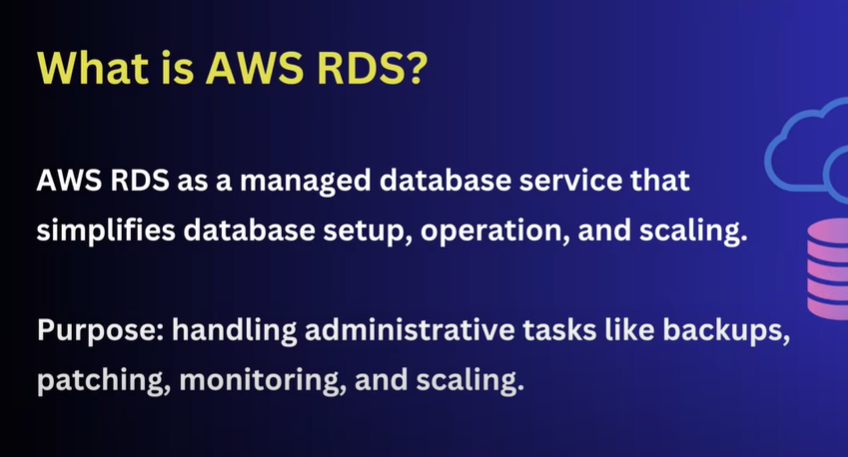 What is AWS RDS?
AWS RDS as a managed database service that
simplifies database setup, operation, and scaling.
Purpose: handling administrative tasks like backups,
patching, monitoring, and scaling.